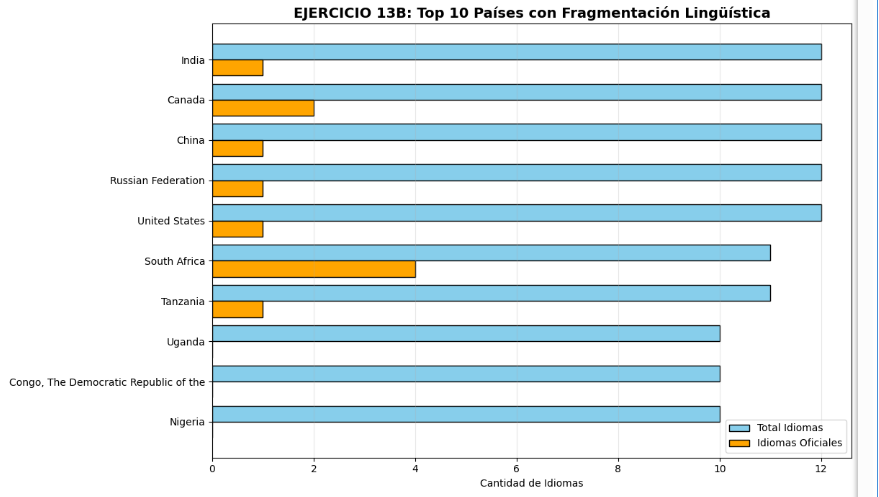 EJERCICIO 13B: Top 10 Países con Fragmentación Lingüística
India
Canada
China
Russian Federation
United States
South Africa
Tanzania
Uganda
Congo, The Democratic Republic of the
Nigeria
Total Idiomas
Idiomas Oficiales
0 2 4 6 8 10 12
Cantidad de Idiomas